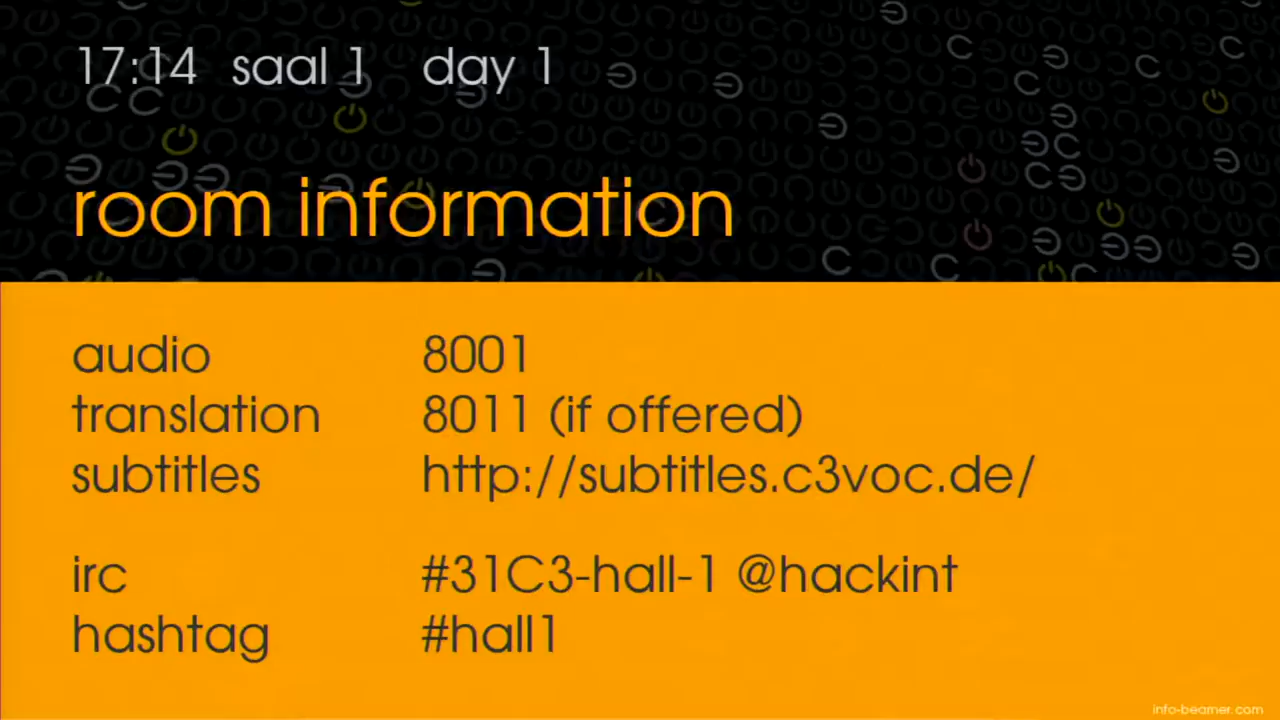 17:14 saal 1 day 1
room information
audio 8001
translation 8011 (if offered)
subtitles http://subtitles.c3voc.de/
irc #31C3-hall-1 @hackint
hashtag #hall1
info-beamer.com